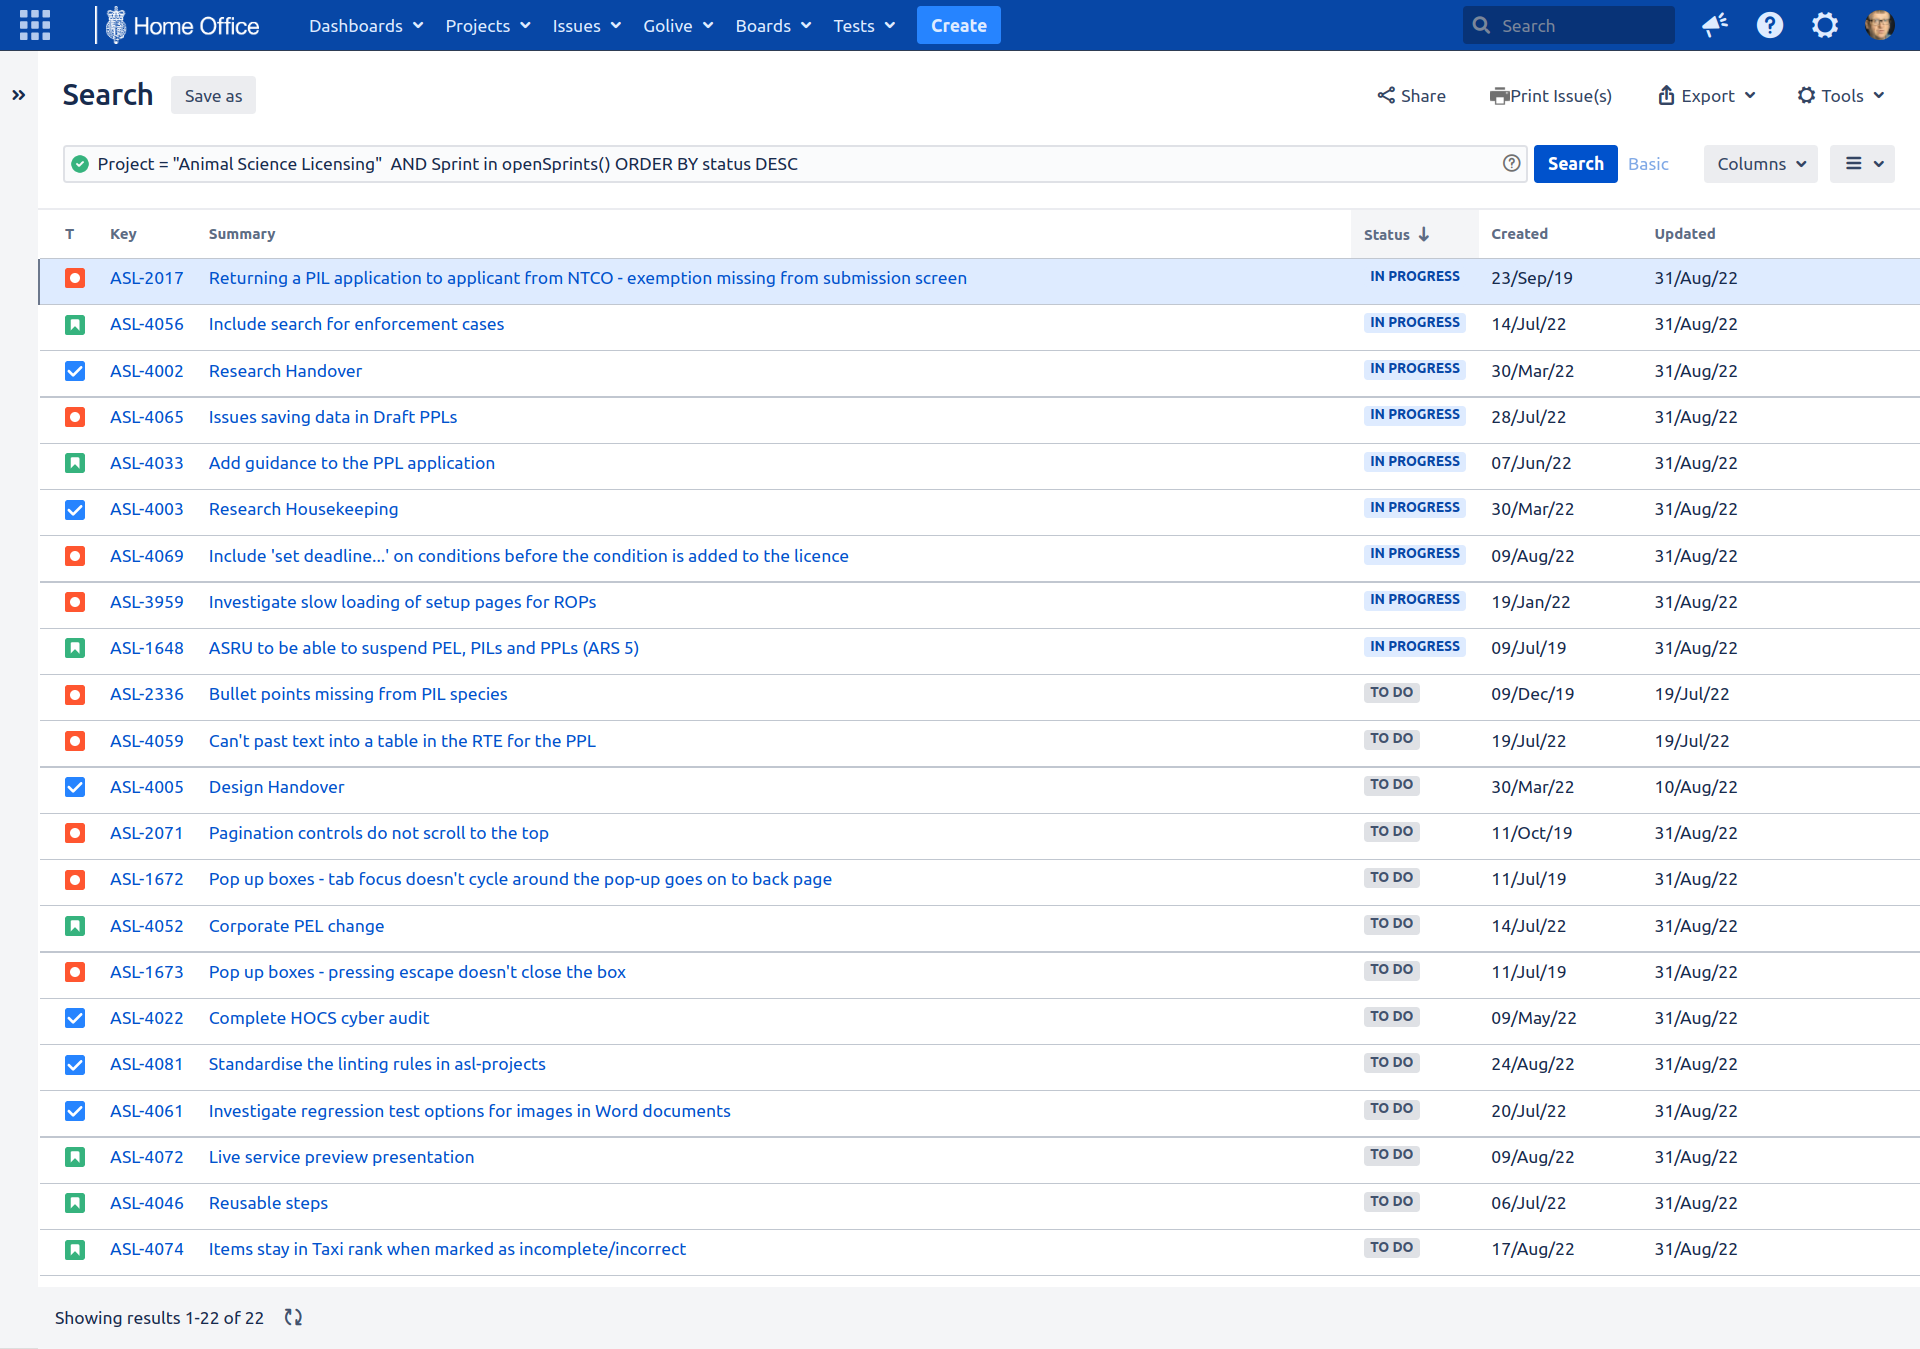 Home Office Dashboards Projects Issues Golive Boards Tests Create Search
Search Save as Share Print Issue(s) Export Tools
Project = "Animal Science Licensing"  AND Sprint in openSprints() ORDER BY status DESC Search Basic Columns
T Key Summary Status Created Updated
ASL-2017 Returning a PIL application to applicant from NTCO - exemption missing from submission screen IN PROGRESS 23/Sep/19 31/Aug/22
ASL-4056 Include search for enforcement cases IN PROGRESS 14/Jul/22 31/Aug/22
ASL-4002 Research Handover IN PROGRESS 30/Mar/22 31/Aug/22
ASL-4065 Issues saving data in Draft PPLs IN PROGRESS 28/Jul/22 31/Aug/22
ASL-4033 Add guidance to the PPL application IN PROGRESS 07/Jun/22 31/Aug/22
ASL-4003 Research Housekeeping IN PROGRESS 30/Mar/22 31/Aug/22
ASL-4069 Include 'set deadline...' on conditions before the condition is added to the licence IN PROGRESS 09/Aug/22 31/Aug/22
ASL-3959 Investigate slow loading of setup pages for ROPs IN PROGRESS 19/Jan/22 31/Aug/22
ASL-1648 ASRU to be able to suspend PEL, PILs and PPLs (ARS 5) IN PROGRESS 09/Jul/19 31/Aug/22
ASL-2336 Bullet points missing from PIL species TO DO 09/Dec/19 19/Jul/22
ASL-4059 Can't past text into a table in the RTE for the PPL TO DO 19/Jul/22 19/Jul/22
ASL-4005 Design Handover TO DO 30/Mar/22 10/Aug/22
ASL-2071 Pagination controls do not scroll to the top TO DO 11/Oct/19 31/Aug/22
ASL-1672 Pop up boxes - tab focus doesn't cycle around the pop-up goes on to back page TO DO 11/Jul/19 31/Aug/22
ASL-4052 Corporate PEL change TO DO 14/Jul/22 31/Aug/22
ASL-1673 Pop up boxes - pressing escape doesn't close the box TO DO 11/Jul/19 31/Aug/22
ASL-4022 Complete HOCS cyber audit TO DO 09/May/22 31/Aug/22
ASL-4081 Standardise the linting rules in asl-projects TO DO 24/Aug/22 31/Aug/22
ASL-4061 Investigate regression test options for images in Word documents TO DO 20/Jul/22 31/Aug/22
ASL-4072 Live service preview presentation TO DO 09/Aug/22 31/Aug/22
ASL-4046 Reusable steps TO DO 06/Jul/22 31/Aug/22
ASL-4074 Items stay in Taxi rank when marked as incomplete/incorrect TO DO 17/Aug/22 31/Aug/22
Showing results 1-22 of 22